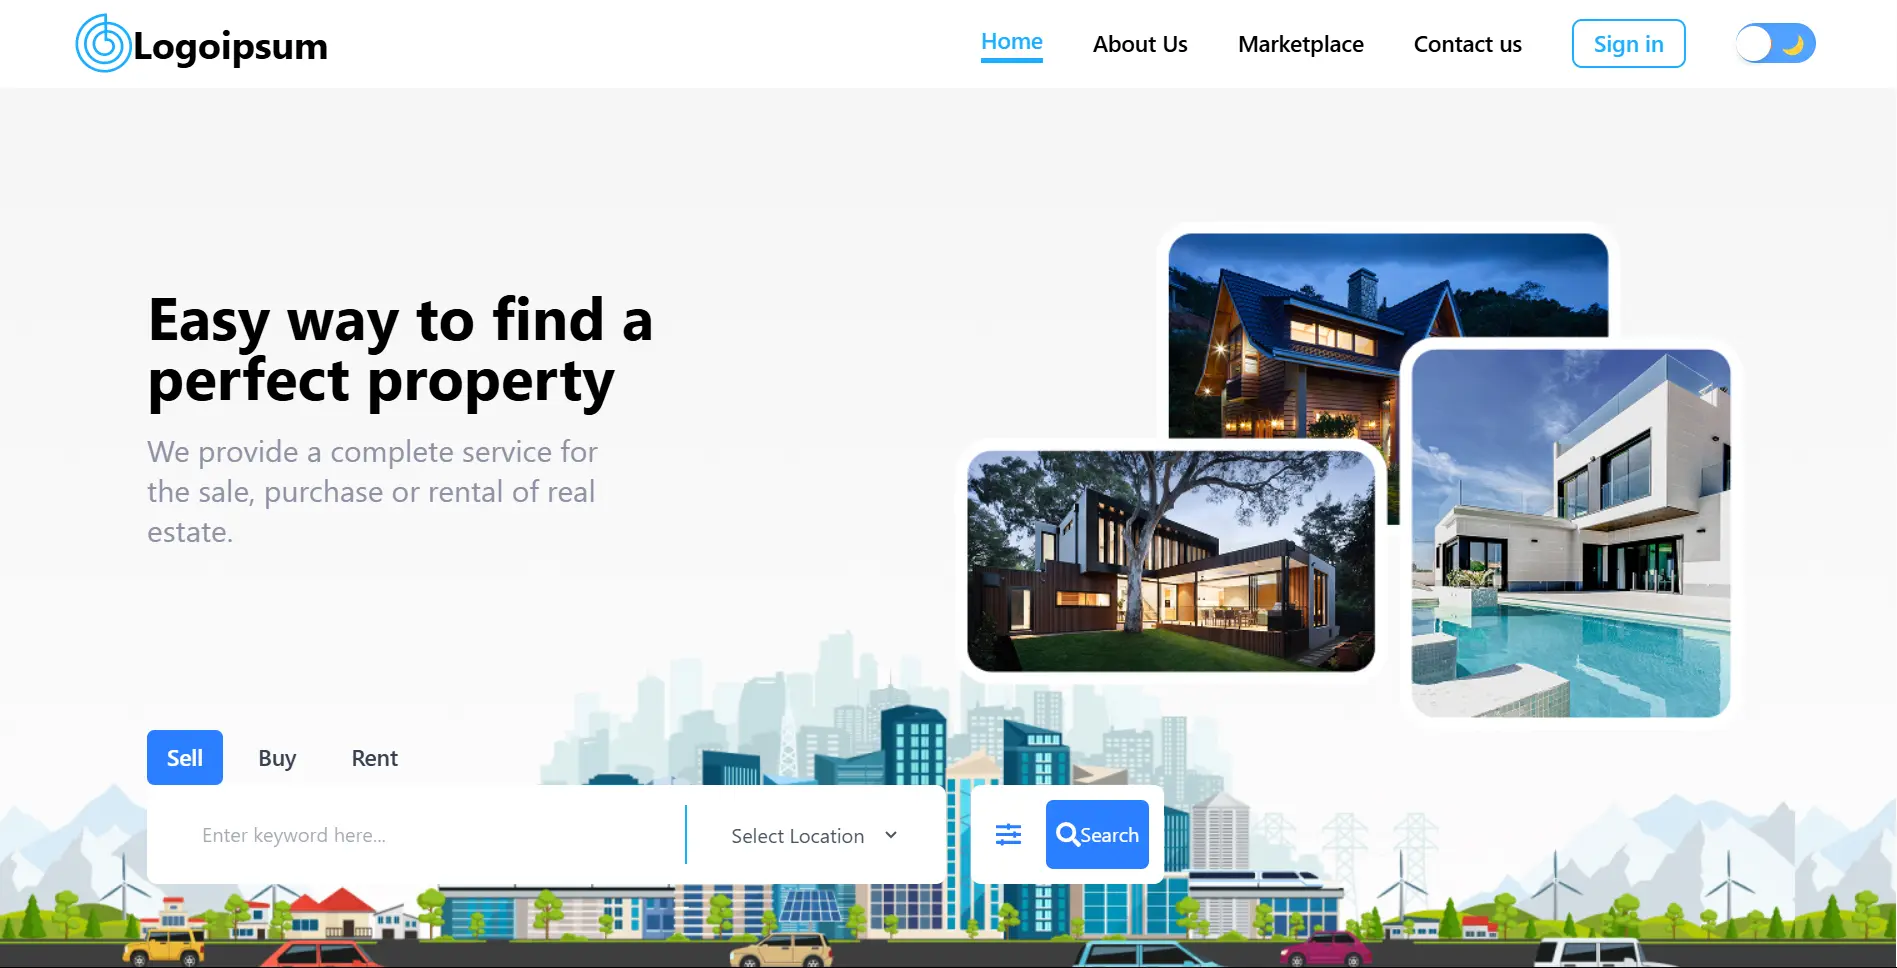 Logoipsum
Home
About Us
Marketplace
Contact us
Sign in
Easy way to find a
perfect property
We provide a complete service for
the sale, purchase or rental of real
estate.
Sell
Buy
Rent
Enter keyword here...
Select Location
Search